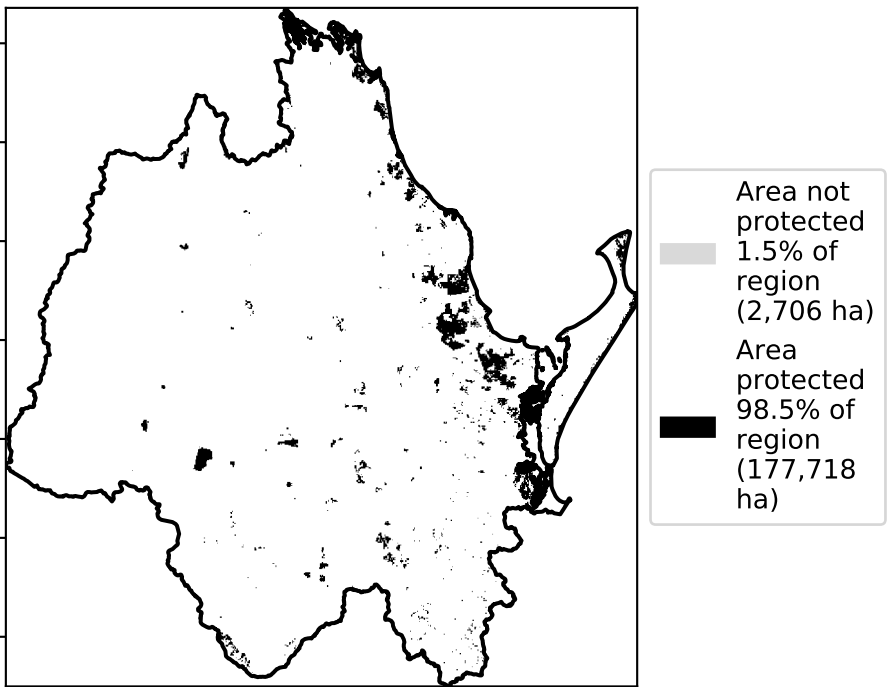 Area not
protected
1.5% of
region
(2,706 ha)
Area
protected
98.5% of
region
(177,718
ha)